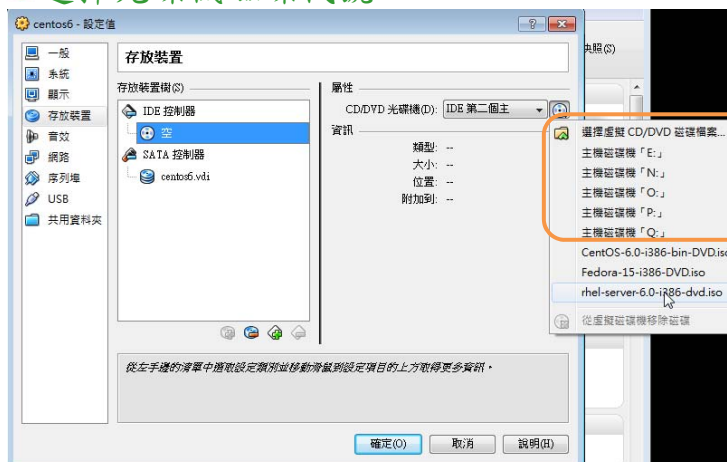 centos6 - 設定值
一般
系統
顯示
存放裝置
音效
網路
序列埠
USB
共用資料夾
存放裝置
存放裝置樹(S)
IDE 控制器
空
SATA 控制器
centos6.vdi
屬性
CD/DVD 光碟機(D): IDE 第二個主
資訊
類型: --
大小: --
位置: --
附加到: --
從左手邊的清單中選取設定類別並移動滑鼠到設定項目的上方取得更多資訊。
確定(O)
取消
說明(H)
快照(S)
選擇虛擬 CD/DVD 磁碟檔案...
主機磁碟機「E:」
主機磁碟機「N:」
主機磁碟機「O:」
主機磁碟機「P:」
主機磁碟機「Q:」
CentOS-6.0-i386-bin-DVD.iso
Fedora-15-i386-DVD.iso
rhel-server-6.0-i386-dvd.iso
從虛擬磁碟機移除磁碟